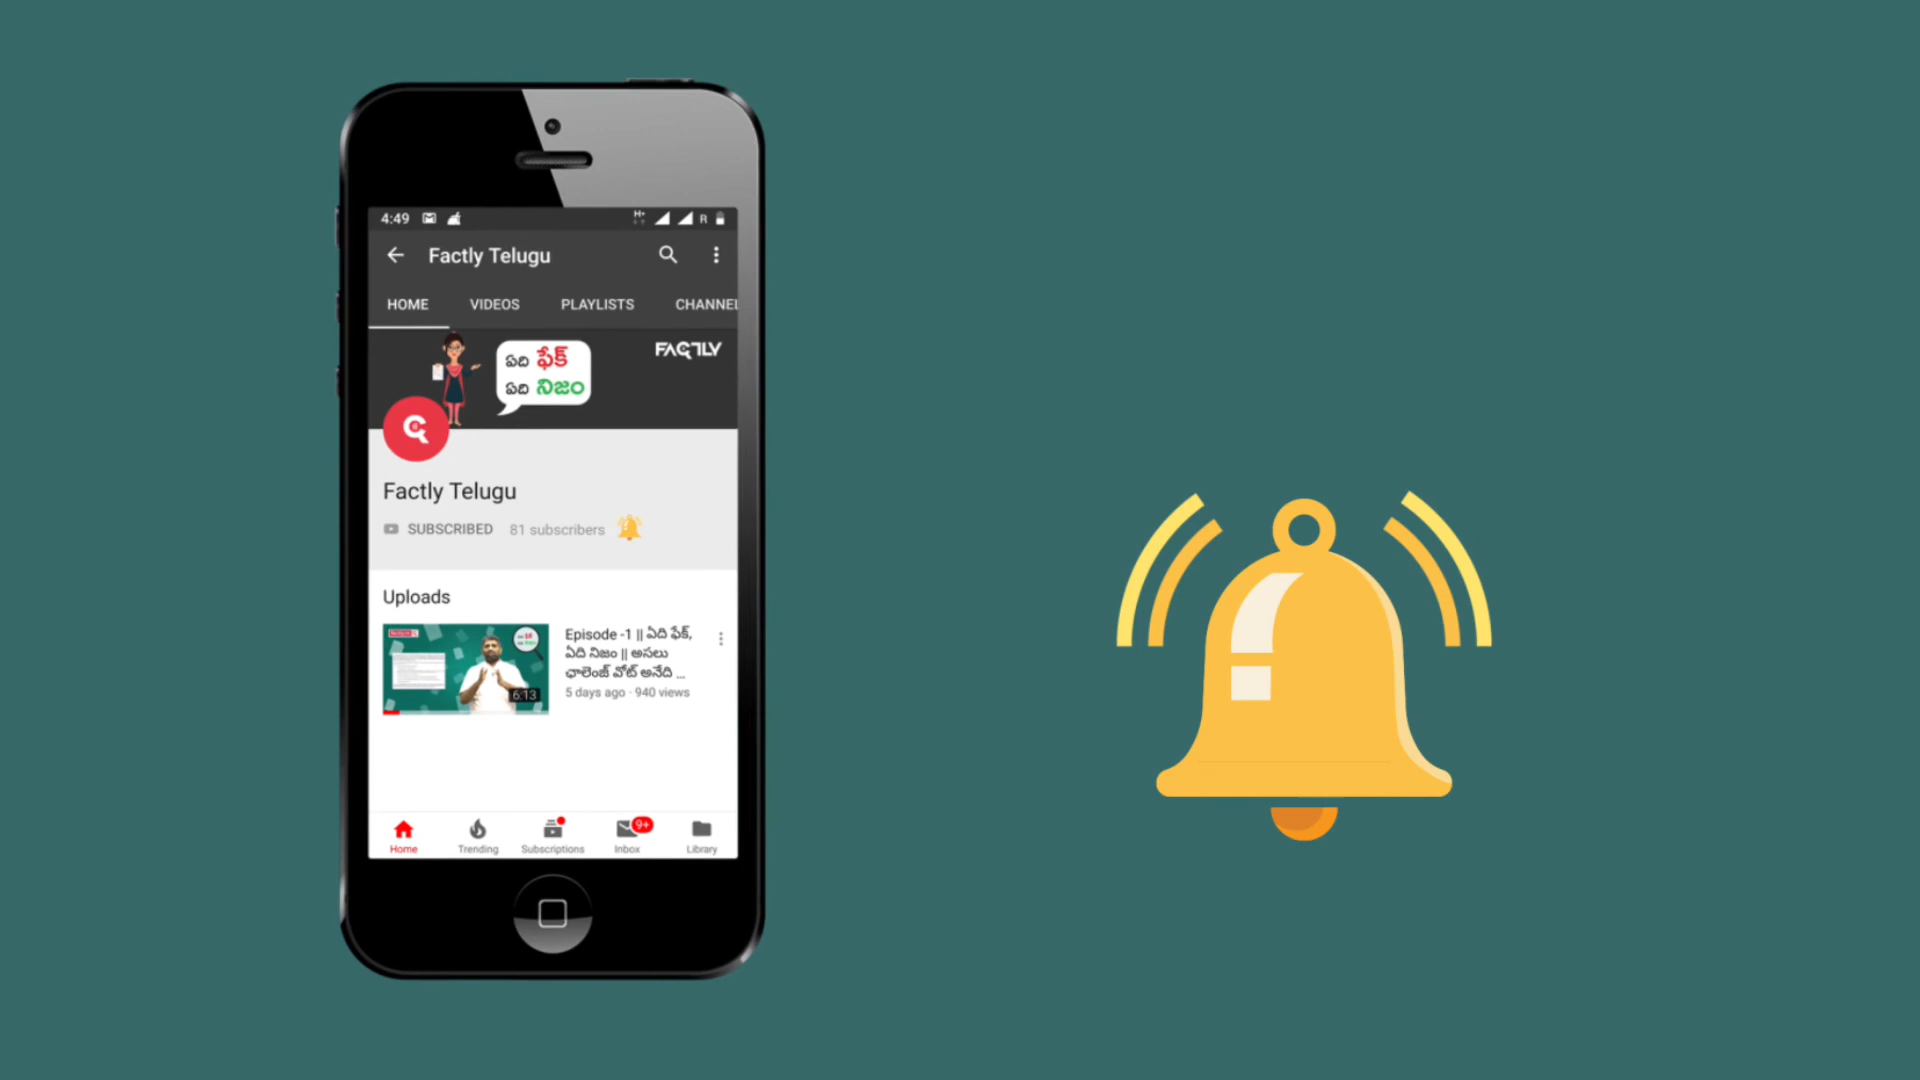 4:49
H+
R
Factly Telugu
HOME VIDEOS PLAYLISTS CHANNEL
ఏది ఫేక్
ఏది నిజం
FACTLY
Factly Telugu
SUBSCRIBED 81 subscribers
Uploads
Episode -1 || ఏది ఫేక్,
ఏది నిజం || అసలు
ఛాలెంజ్ వోట్ అనేది ...
5 days ago · 940 views
6:13
9+
Home Trending Subscriptions Inbox Library